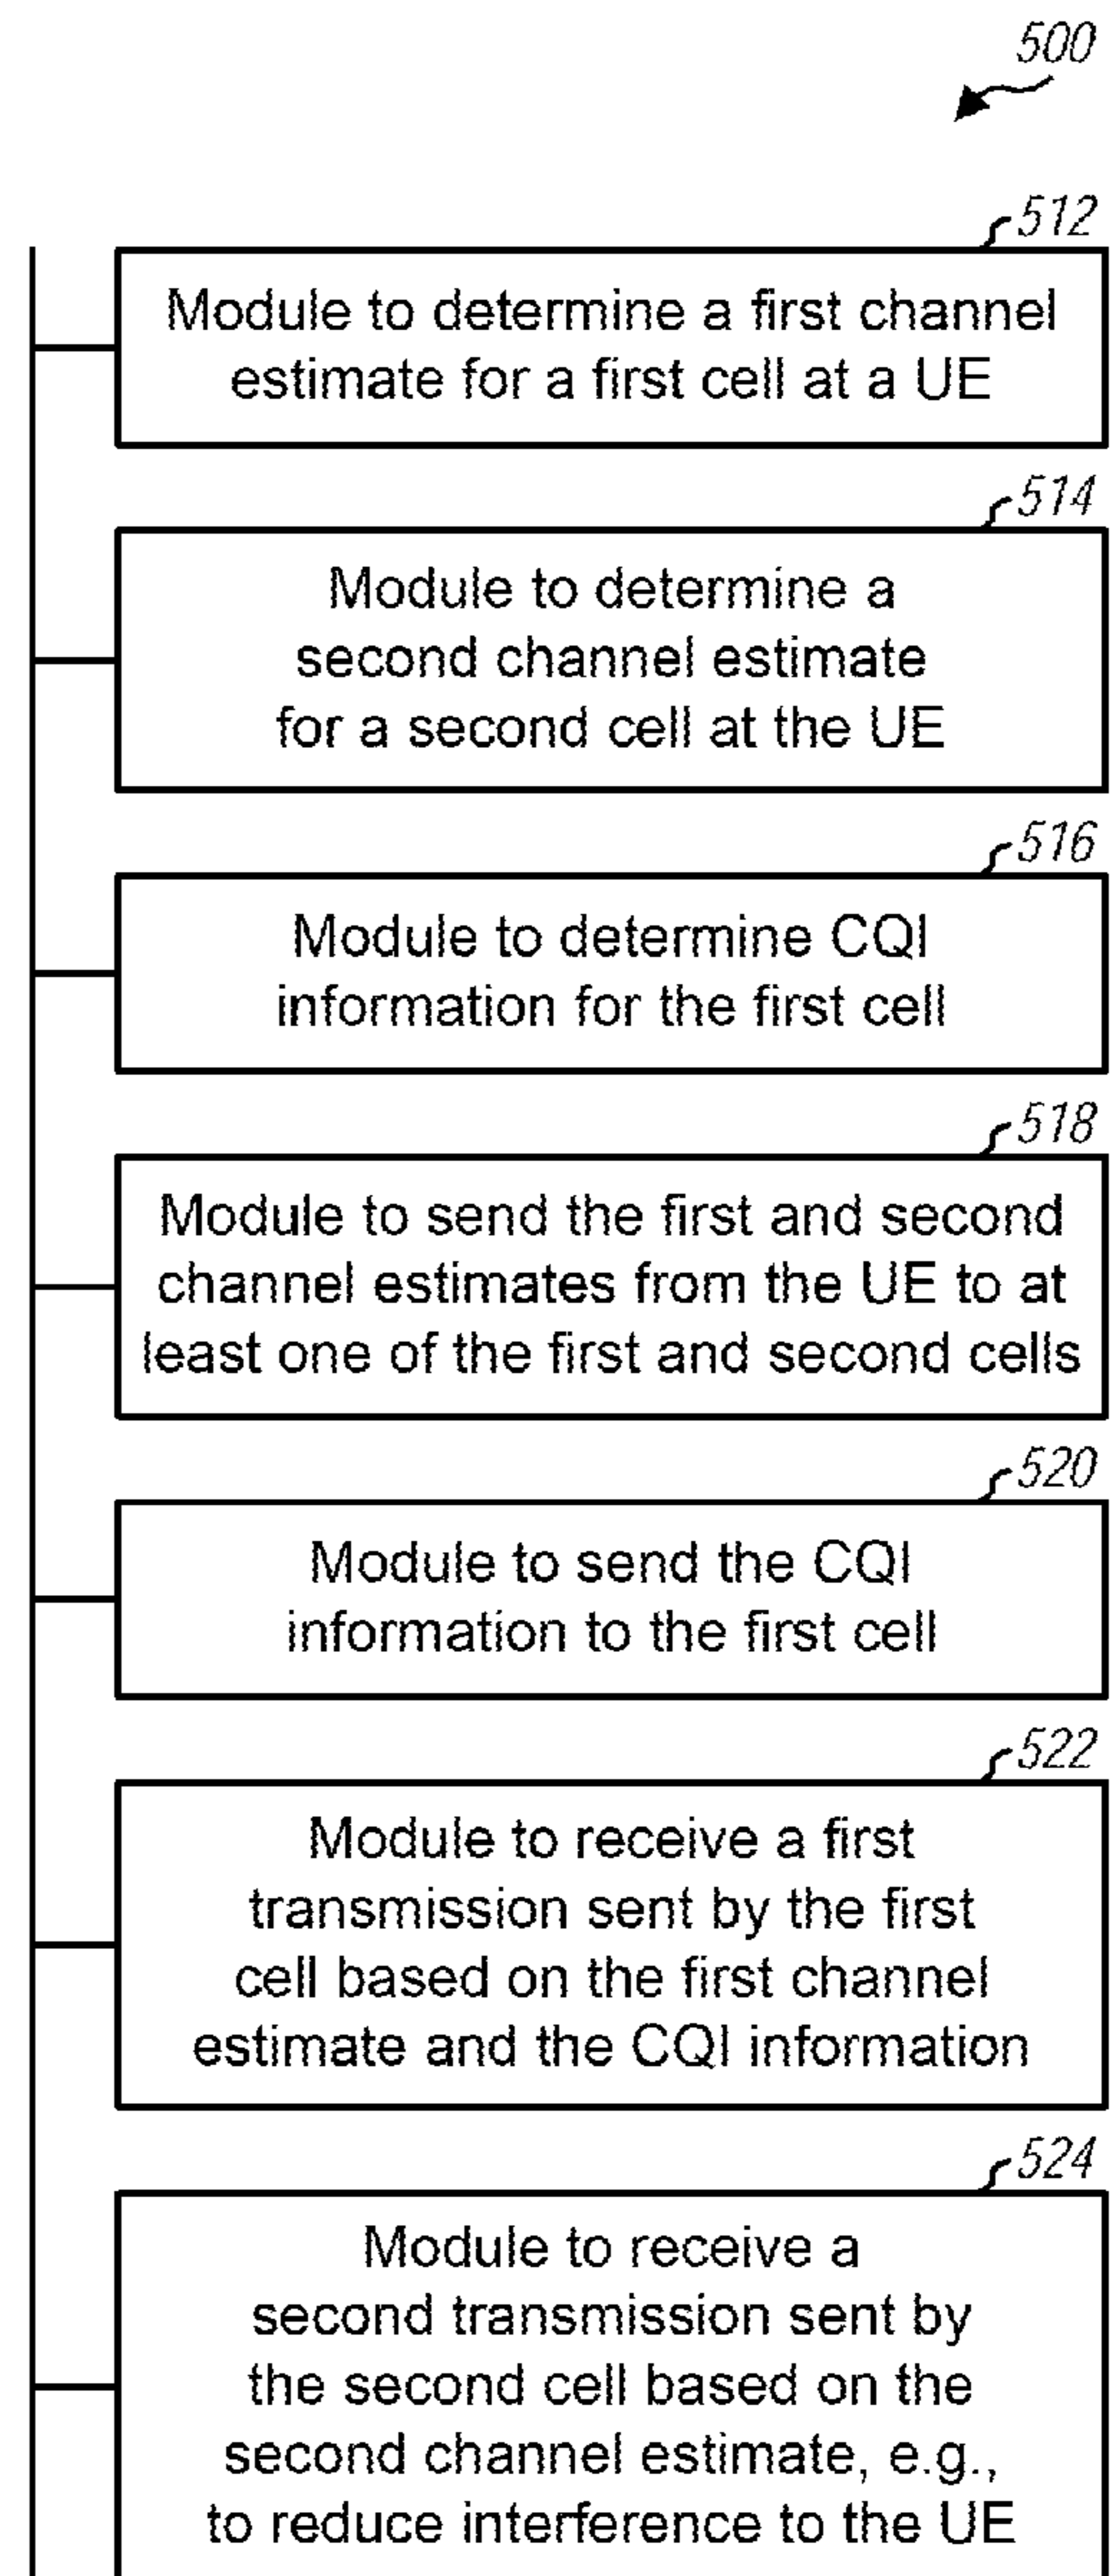 500
512
Module to determine a first channel
estimate for a first cell at a UE
514
Module to determine a
second channel estimate
for a second cell at the UE
516
Module to determine CQI
information for the first cell
518
Module to send the first and second
channel estimates from the UE to at
least one of the first and second cells
520
Module to send the CQI
information to the first cell
522
Module to receive a first
transmission sent by the first
cell based on the first channel
estimate and the CQI information
524
Module to receive a
second transmission sent by
the second cell based on the
second channel estimate, e.g.,
to reduce interference to the UE